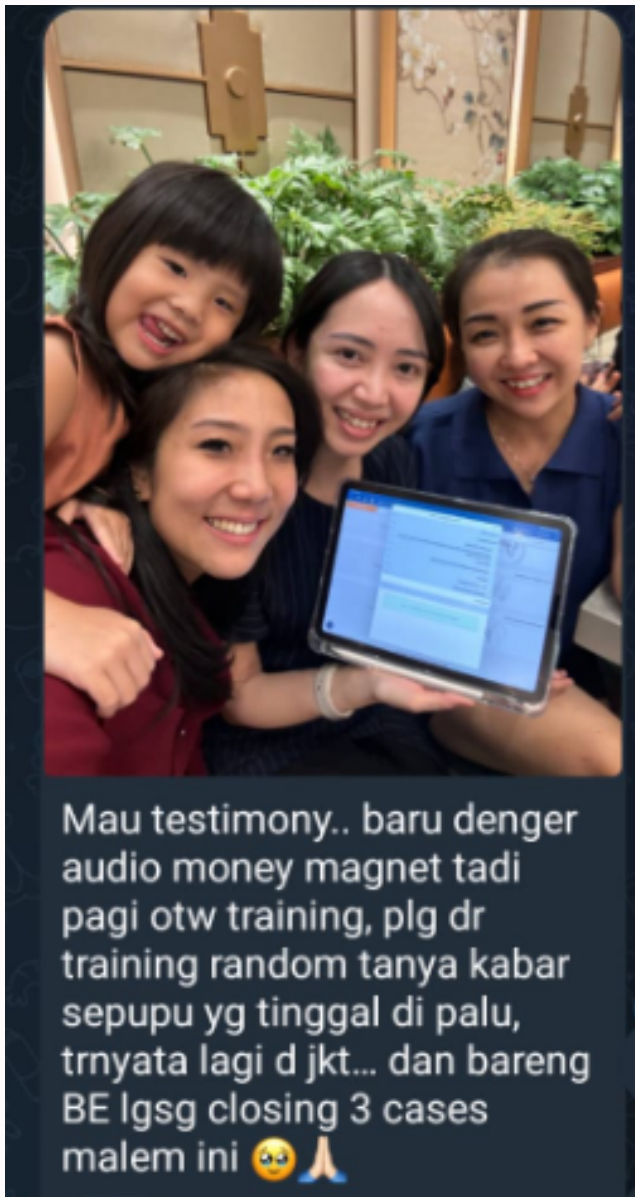 Mau testimony.. baru denger
audio money magnet tadi
pagi otw training, plg dr
training random tanya kabar
sepupu yg tinggal di palu,
trnyata lagi d jkt... dan bareng
BE lgsg closing 3 cases
malem ini 🥹🙏🏻